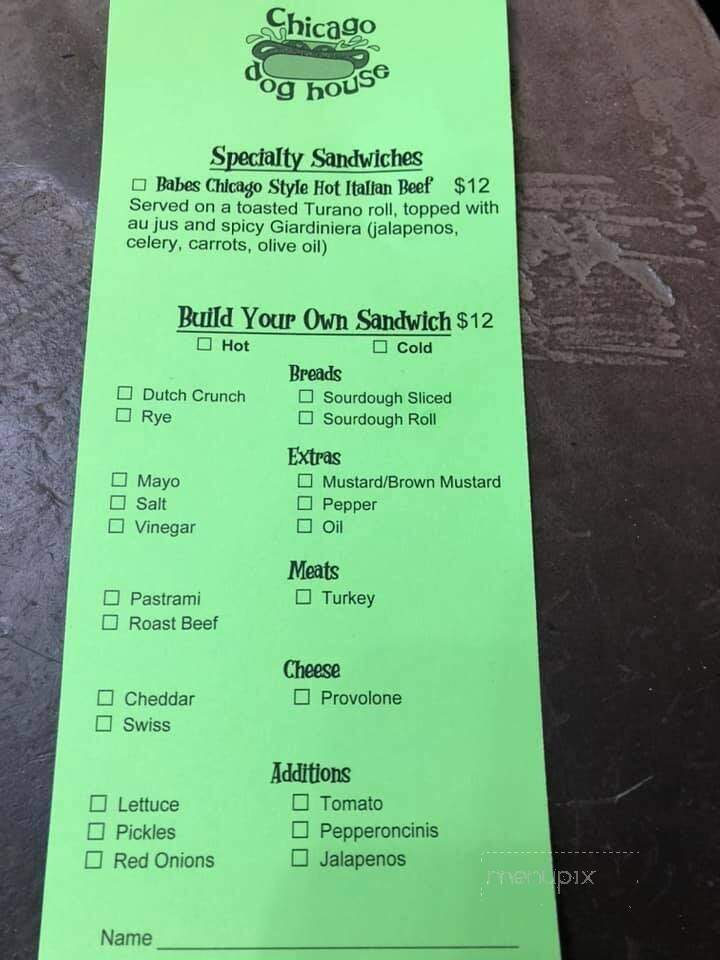 Chicago
dog house
Specialty Sandwiches
☐ Babes Chicago Style Hot Italian Beef $12
Served on a toasted Turano roll, topped with
au jus and spicy Giardiniera (jalapenos,
celery, carrots, olive oil)
Build Your Own Sandwich $12
☐ Hot ☐ Cold
Breads
☐ Dutch Crunch ☐ Sourdough Sliced
☐ Rye ☐ Sourdough Roll
Extras
☐ Mayo ☐ Mustard/Brown Mustard
☐ Salt ☐ Pepper
☐ Vinegar ☐ Oil
Meats
☐ Pastrami ☐ Turkey
☐ Roast Beef
Cheese
☐ Cheddar ☐ Provolone
☐ Swiss
Additions
☐ Lettuce ☐ Tomato
☐ Pickles ☐ Pepperoncinis
☐ Red Onions ☐ Jalapenos
menupix
Name